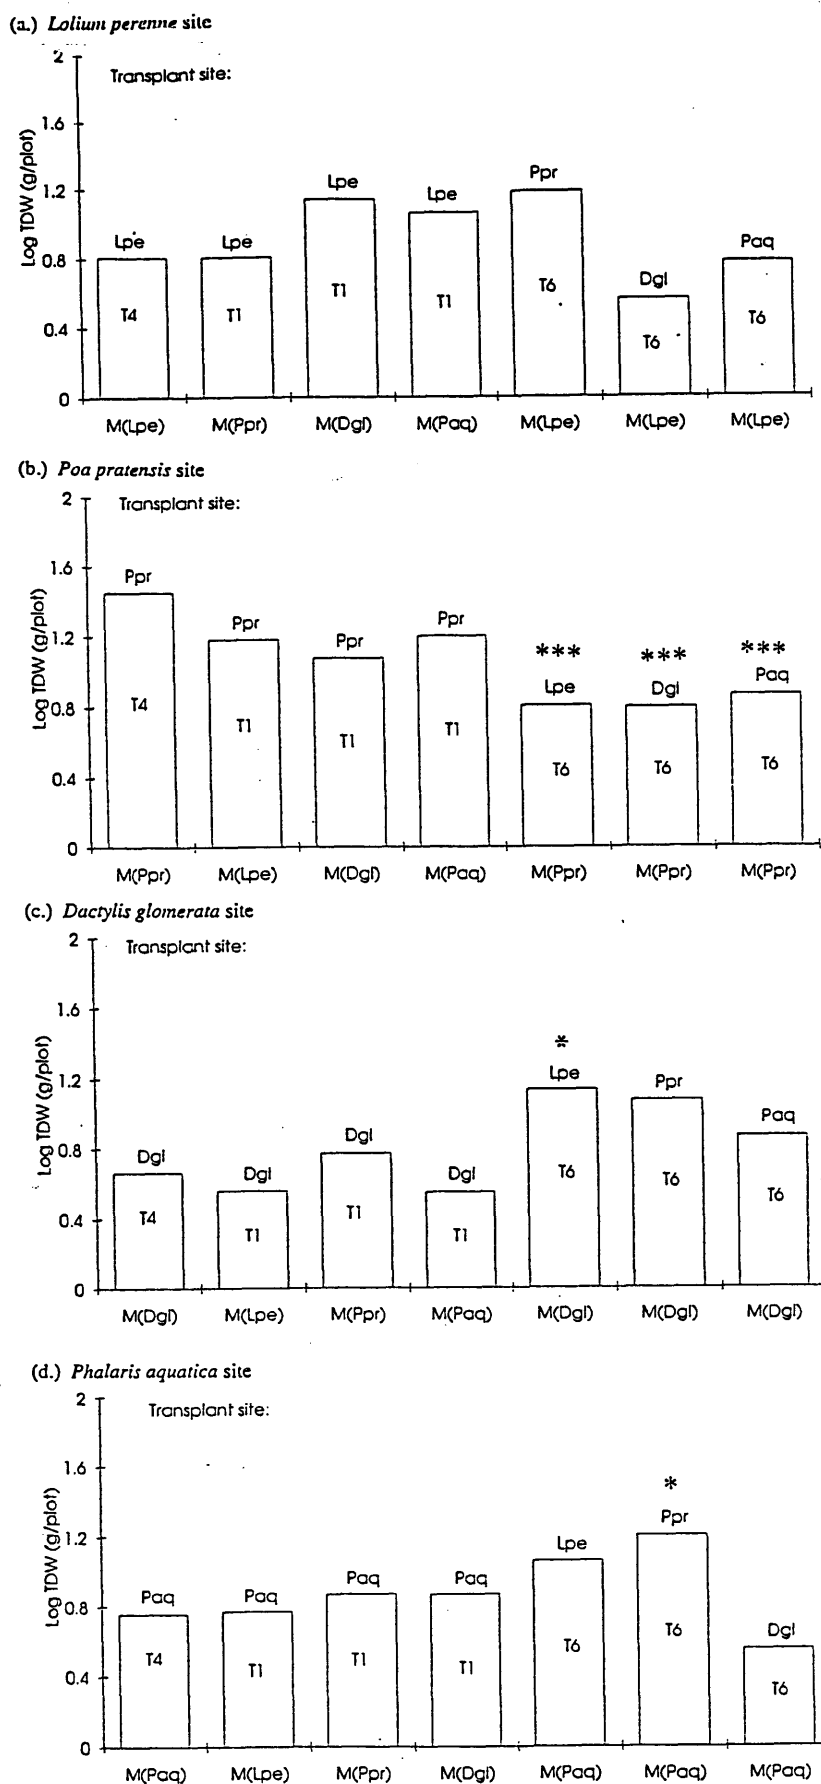 (a.) Lolium perenne site
2
Transplant site:
1.6
Log TDW (g/plot)
1.2
0.8
0.4
0
Lpe Lpe Lpe Lpe Ppr Dgl Paq
T4 T1 T1 T1 T6 T6 T6
M(Lpe) M(Ppr) M(Dgl) M(Paq) M(Lpe) M(Lpe) M(Lpe)
(b.) Poa pratensis site
2
Transplant site:
1.6
Log TDW (g/plot)
1.2
0.8
0.4
0
*** *** ***
Ppr Ppr Ppr Ppr Lpe Dgl Paq
T4 T1 T1 T1 T6 T6 T6
M(Ppr) M(Lpe) M(Dgl) M(Paq) M(Ppr) M(Ppr) M(Ppr)
(c.) Dactylis glomerata site
2
Transplant site:
1.6
Log TDW (g/plot)
1.2
0.8
0.4
0
*
Dgl Dgl Dgl Dgl Lpe Ppr Paq
T4 T1 T1 T1 T6 T6 T6
M(Dgl) M(Lpe) M(Ppr) M(Paq) M(Dgl) M(Dgl) M(Dgl)
(d.) Phalaris aquatica site
2
Transplant site:
1.6
Log TDW (g/plot)
1.2
0.8
0.4
0
*
Paq Paq Paq Paq Lpe Ppr Dgl
T4 T1 T1 T1 T6 T6 T6
M(Paq) M(Lpe) M(Ppr) M(Dgl) M(Paq) M(Paq) M(Paq)